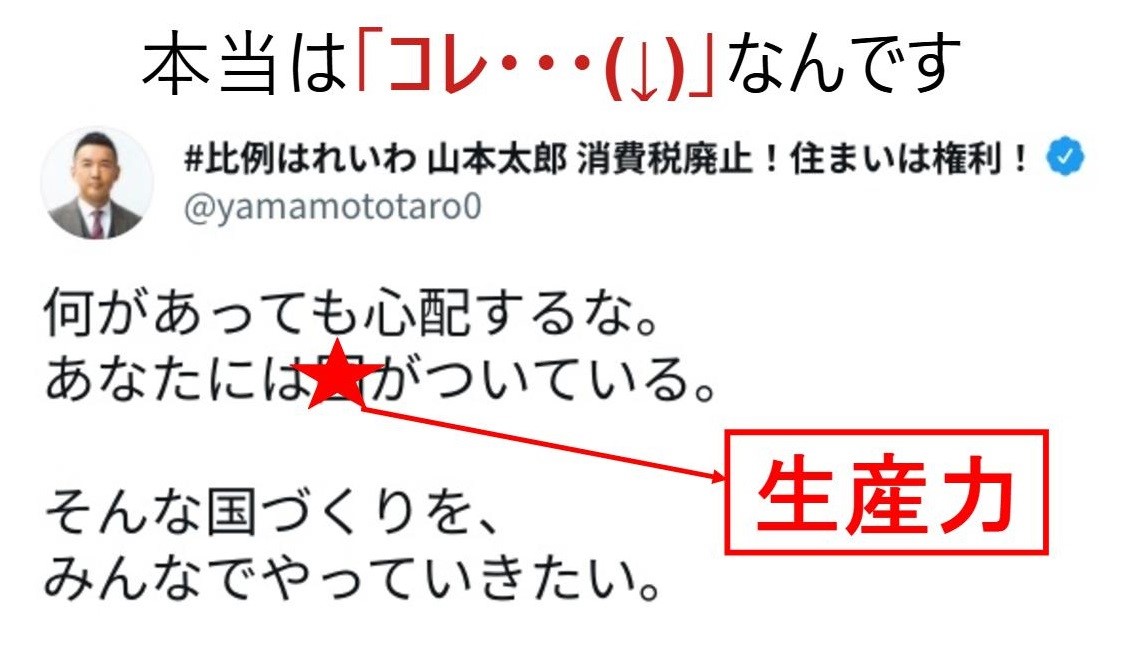 本当は「コレ・・・(↓)」なんです
#比例はれいわ 山本太郎 消費税廃止！住まいは権利！
@yamamototaro0
何があっても心配するな。
あなたには★がついている。
生産力
そんな国づくりを、
みんなでやっていきたい。